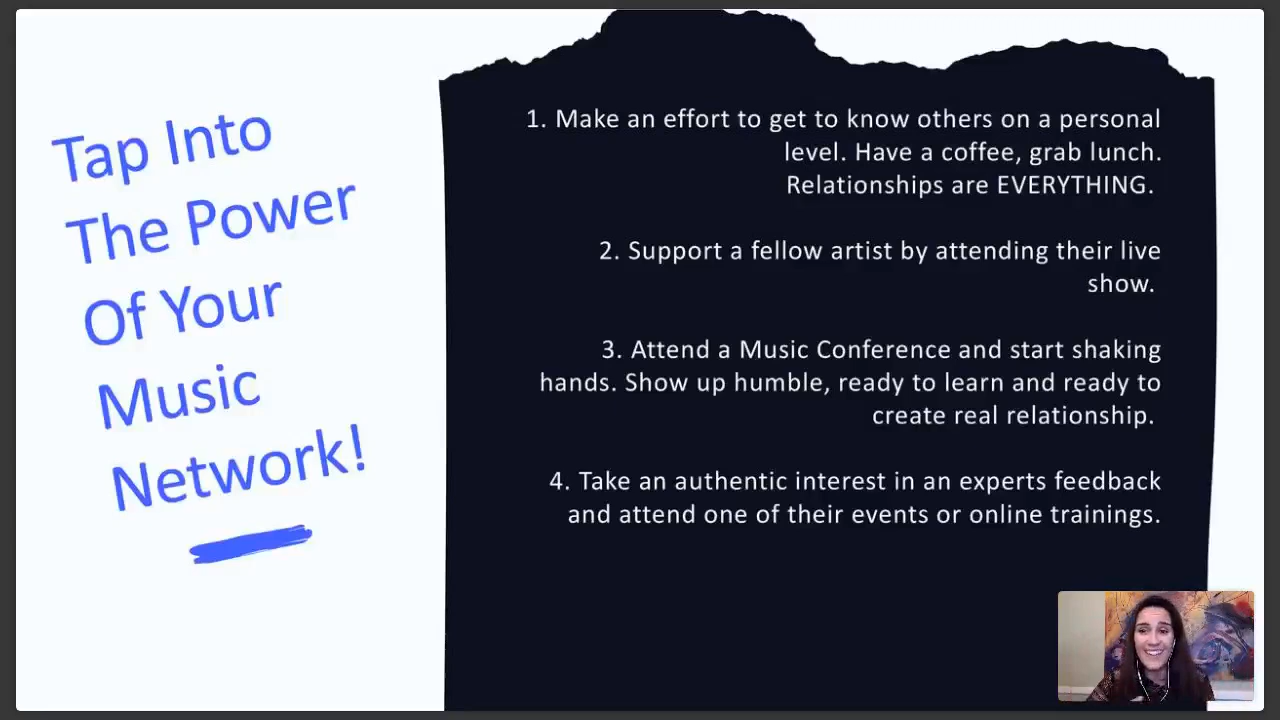 Tap Into
The Power
Of Your
Music
Network!
1. Make an effort to get to know others on a personal
level. Have a coffee, grab lunch.
Relationships are EVERYTHING.
2. Support a fellow artist by attending their live
show.
3. Attend a Music Conference and start shaking
hands. Show up humble, ready to learn and ready to
create real relationship.
4. Take an authentic interest in an experts feedback
and attend one of their events or online trainings.